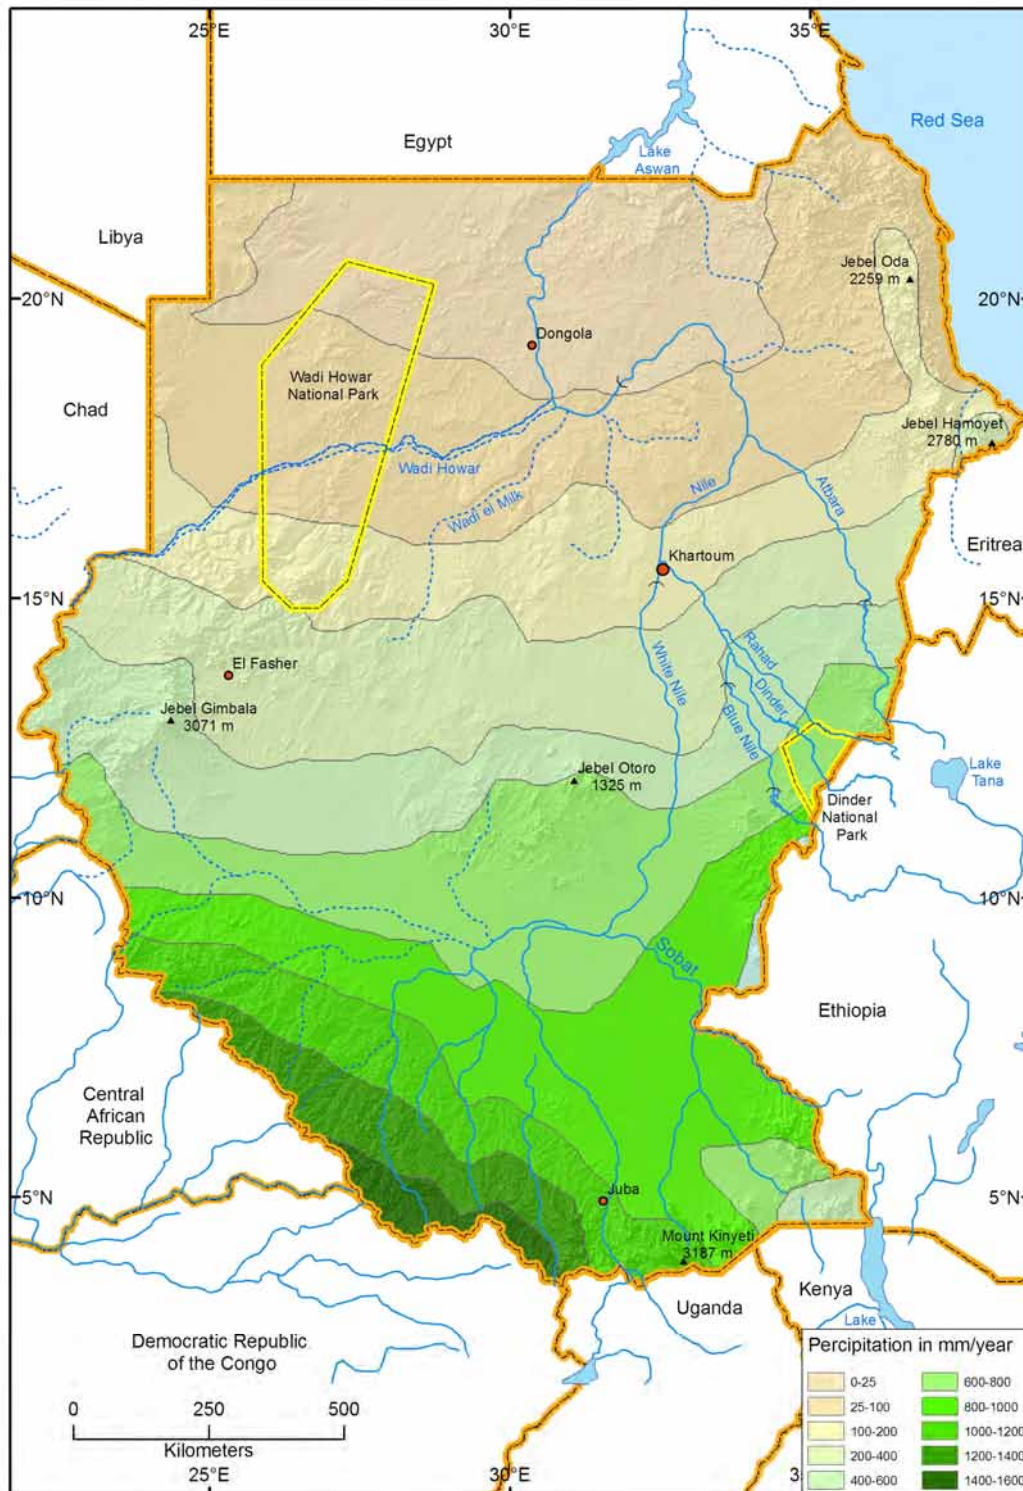 25°E
30°E
35°E
Red Sea
Egypt
Lake
Aswan
Libya
Jebel Oda
2259 m
20°N
20°N
Dongola
Wadi Howar
National Park
Chad
Jebel Hamoyet
2780 m
Wadi Howar
Nile
Atbara
Wadi el Milk
Eritrea
Khartoum
15°N
15°N
Rahad
El Fasher
White Nile
Dinder
Jebel Gimbala
3071 m
Blue Nile
Jebel Otoro
1325 m
Lake
Tana
Dinder
National
Park
10°N
10°N
Sobat
Ethiopia
Central
African
Republic
5°N
5°N
Juba
Mount Kinyeti
3187 m
Kenya
Uganda
Lake
Democratic Republic
of the Congo
Percipitation in mm/year
0-25
25-100
100-200
200-400
400-600
600-800
800-1000
1000-1200
1200-1400
1400-1600
0
250
500
Kilometers
25°E
30°E